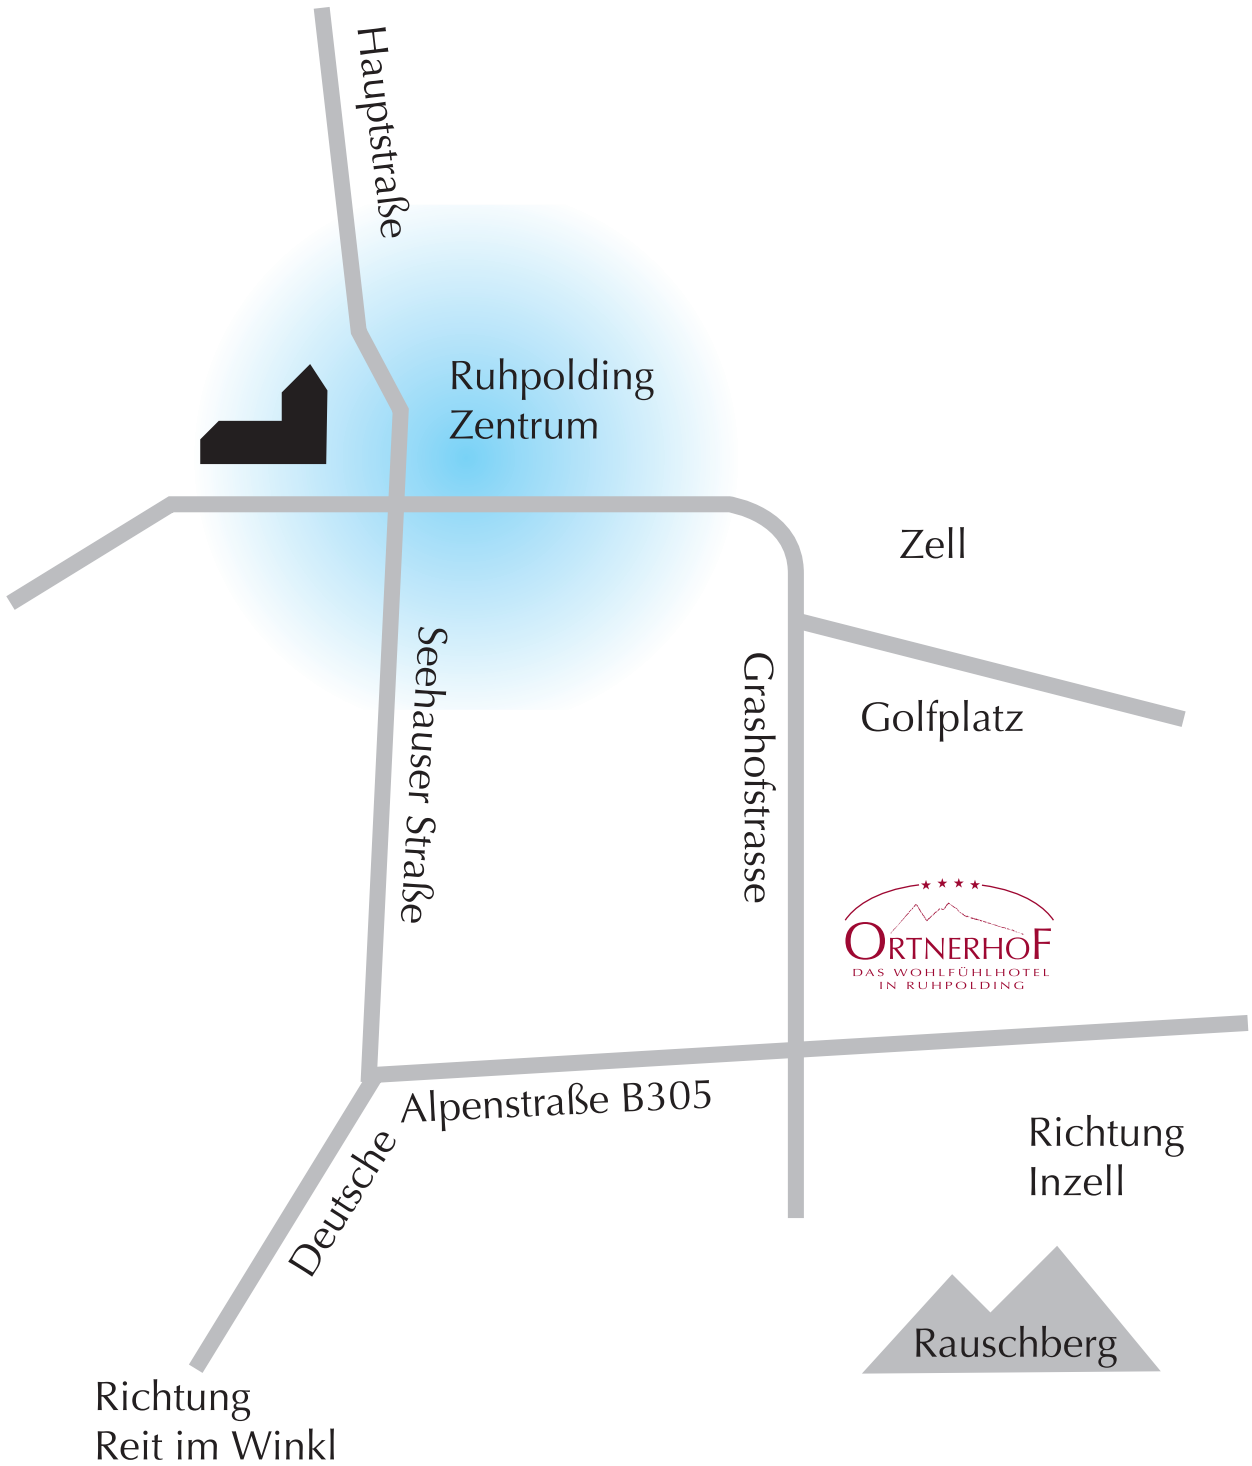 Hauptstraße
Ruhpolding
Zentrum
Zell
Seehauser Straße
Grashofstrasse
Golfplatz
ORTNERHOF
DAS WOHLFÜHLHOTEL
IN RUHPOLDING
Deutsche Alpenstraße B305
Richtung
Inzell
Rauschberg
Richtung
Reit im Winkl